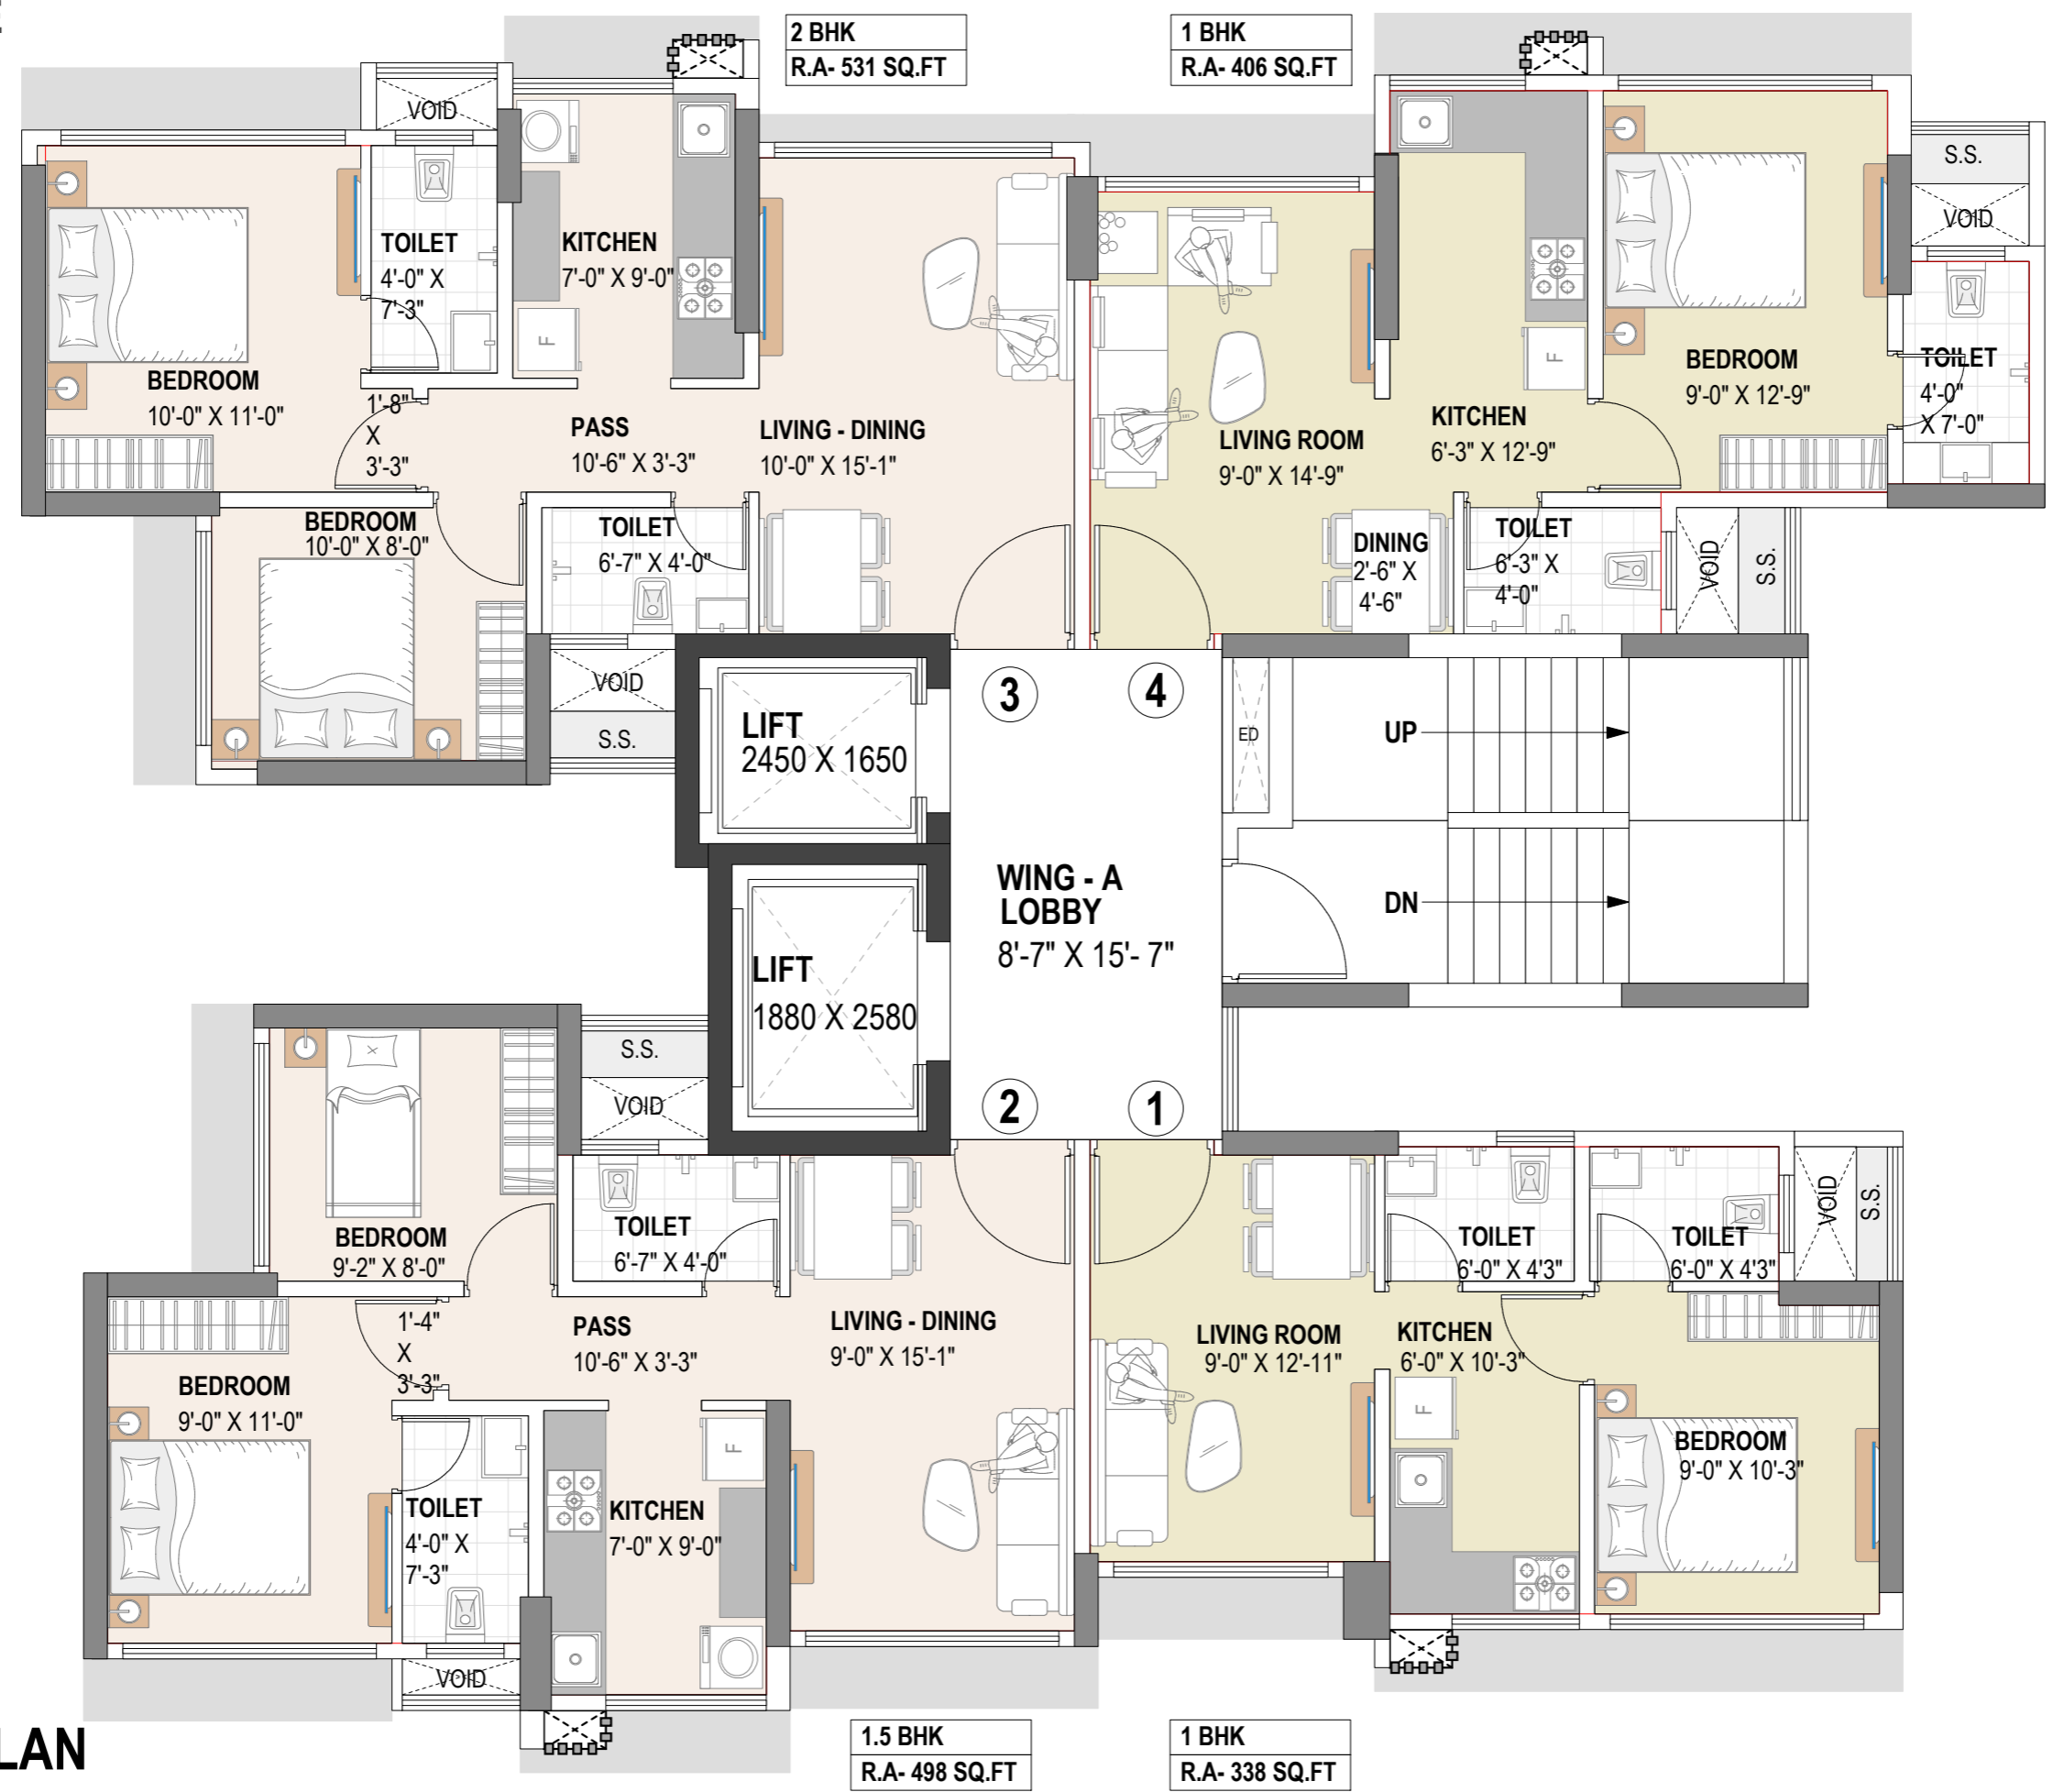 2 BHK
R.A- 531 SQ.FT
1 BHK
R.A- 406 SQ.FT
VOID
TOILET
4'-0" X
7'-3"
KITCHEN
7'-0" X 9'-0"
F
BEDROOM
10'-0" X 11'-0"
1'-8"
X
3'-3"
PASS
10'-6" X 3'-3"
LIVING - DINING
10'-0" X 15'-1"
BEDROOM
10'-0" X 8'-0"
TOILET
6'-7" X 4'-0"
VOID
S.S.
LIVING ROOM
9'-0" X 14'-9"
KITCHEN
6'-3" X 12'-9"
F
BEDROOM
9'-0" X 12'-9"
S.S.
VOID
TOILET
4'-0"
X 7'-0"
DINING
2'-6" X
4'-6"
TOILET
6'-3" X
4'-0"
VOID
S.S.
LIFT
2450 X 1650
3
4
ED
UP
DN
WING - A
LOBBY
8'-7" X 15'- 7"
LIFT
1880 X 2580
2
1
S.S.
VOID
BEDROOM
9'-2" X 8'-0"
TOILET
6'-7" X 4'-0"
1'-4"
X
3'-3"
PASS
10'-6" X 3'-3"
LIVING - DINING
9'-0" X 15'-1"
BEDROOM
9'-0" X 11'-0"
TOILET
4'-0" X
7'-3"
KITCHEN
7'-0" X 9'-0"
F
VOID
TOILET
6'-0" X 4'3"
TOILET
6'-0" X 4'3"
VOID
S.S.
LIVING ROOM
9'-0" X 12'-11"
KITCHEN
6'-0" X 10'-3"
F
BEDROOM
9'-0" X 10'-3"
1.5 BHK
R.A- 498 SQ.FT
1 BHK
R.A- 338 SQ.FT
LAN